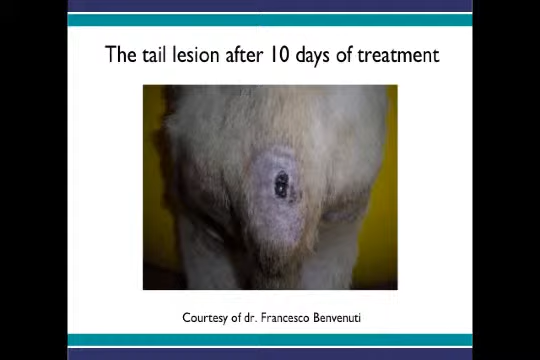 The tail lesion after 10 days of treatment
Courtesy of dr. Francesco Benvenuti